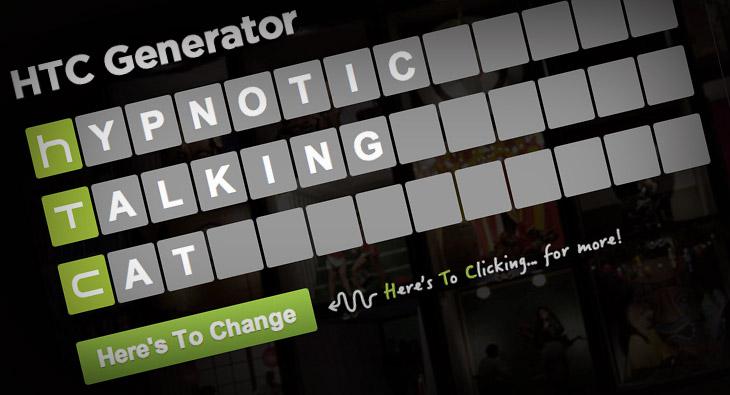 HTC Generator
hYPNOTIC
TALKING
CAT
Here's To Clicking... for more!
Here's To Change